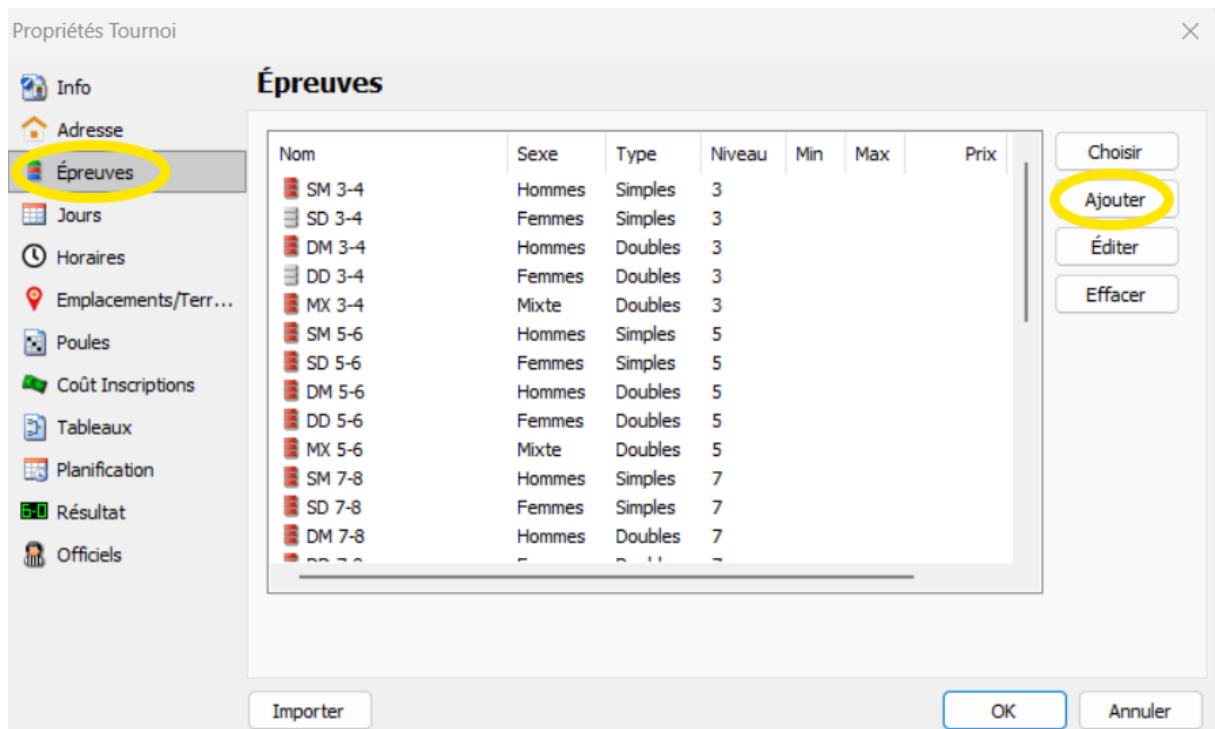 Propriétés Tournoi
Info
Adresse
Épreuves
Jours
Horaires
Emplacements/Terr...
Poules
Coût Inscriptions
Tableaux
Planification
Résultat
Officiels
Épreuves
Nom Sexe Type Niveau Min Max Prix
SM 3-4 Hommes Simples 3
SD 3-4 Femmes Simples 3
DM 3-4 Hommes Doubles 3
DD 3-4 Femmes Doubles 3
MX 3-4 Mixte Doubles 3
SM 5-6 Hommes Simples 5
SD 5-6 Femmes Simples 5
DM 5-6 Hommes Doubles 5
DD 5-6 Femmes Doubles 5
MX 5-6 Mixte Doubles 5
SM 7-8 Hommes Simples 7
SD 7-8 Femmes Simples 7
DM 7-8 Hommes Doubles 7
Choisir
Ajouter
Éditer
Effacer
Importer
OK
Annuler